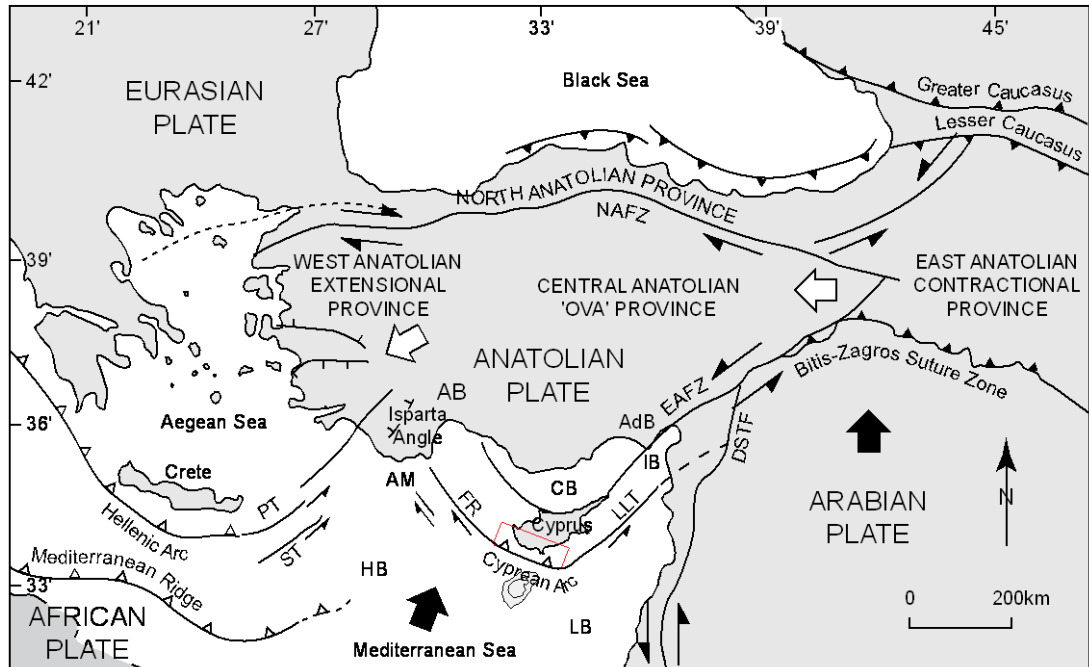 21'
27'
33'
39'
45'
42'
39'
36'
33'
EURASIAN
PLATE
Black Sea
Greater Caucasus
Lesser Caucasus
NORTH ANATOLIAN PROVINCE
NAFZ
WEST ANATOLIAN
EXTENSIONAL
PROVINCE
CENTRAL ANATOLIAN
'OVA' PROVINCE
EAST ANATOLIAN
CONTRACTIONAL
PROVINCE
ANATOLIAN
PLATE
Bitis-Zagros Suture Zone
AB
Isparta
Angle
AdB
EAFZ
DSTF
Aegean Sea
IB
Crete
AM
CB
PT
FR
LLT
Cyprus
ARABIAN
PLATE
N
Hellenic Arc
ST
Cyprean Arc
Mediterranean Ridge
HB
AFRICAN
PLATE
LB
Mediterranean Sea
0
200km